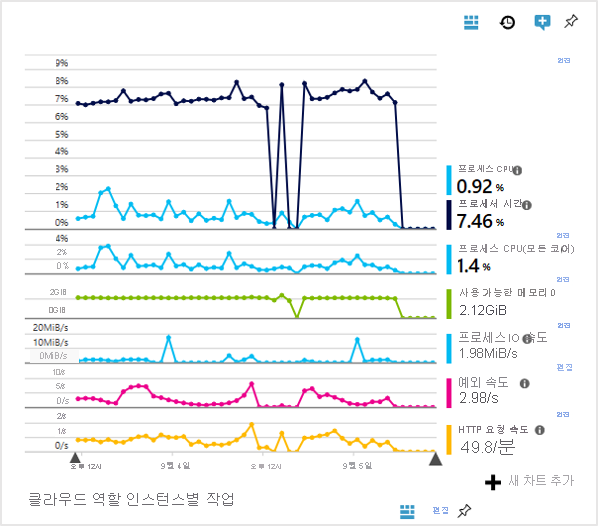 편집
9%
8%
7%
6%
5%
4%
3%
2%
1%
0%
프로세스 CPU
0.92 %
프로세서 시간
7.46 %
편집
4%
2%
0%
프로세스 CPU(모든 코어)
1.4 %
편집
2GiB
0GiB
사용 가능한 메모리
2.12GiB
편집
20MiB/s
10MiB/s
0MiB/s
프로세스 IO 속도
1.98MiB/s
편집
10/s
5/s
0/s
예외 속도
2.98/s
편집
2/s
1/s
0/s
HTTP 요청 속도
49.8/분
오후 12시
9월 4일
오후 12시
9월 5일
새 차트 추가
클라우드 역할 인스턴스별 작업
편집